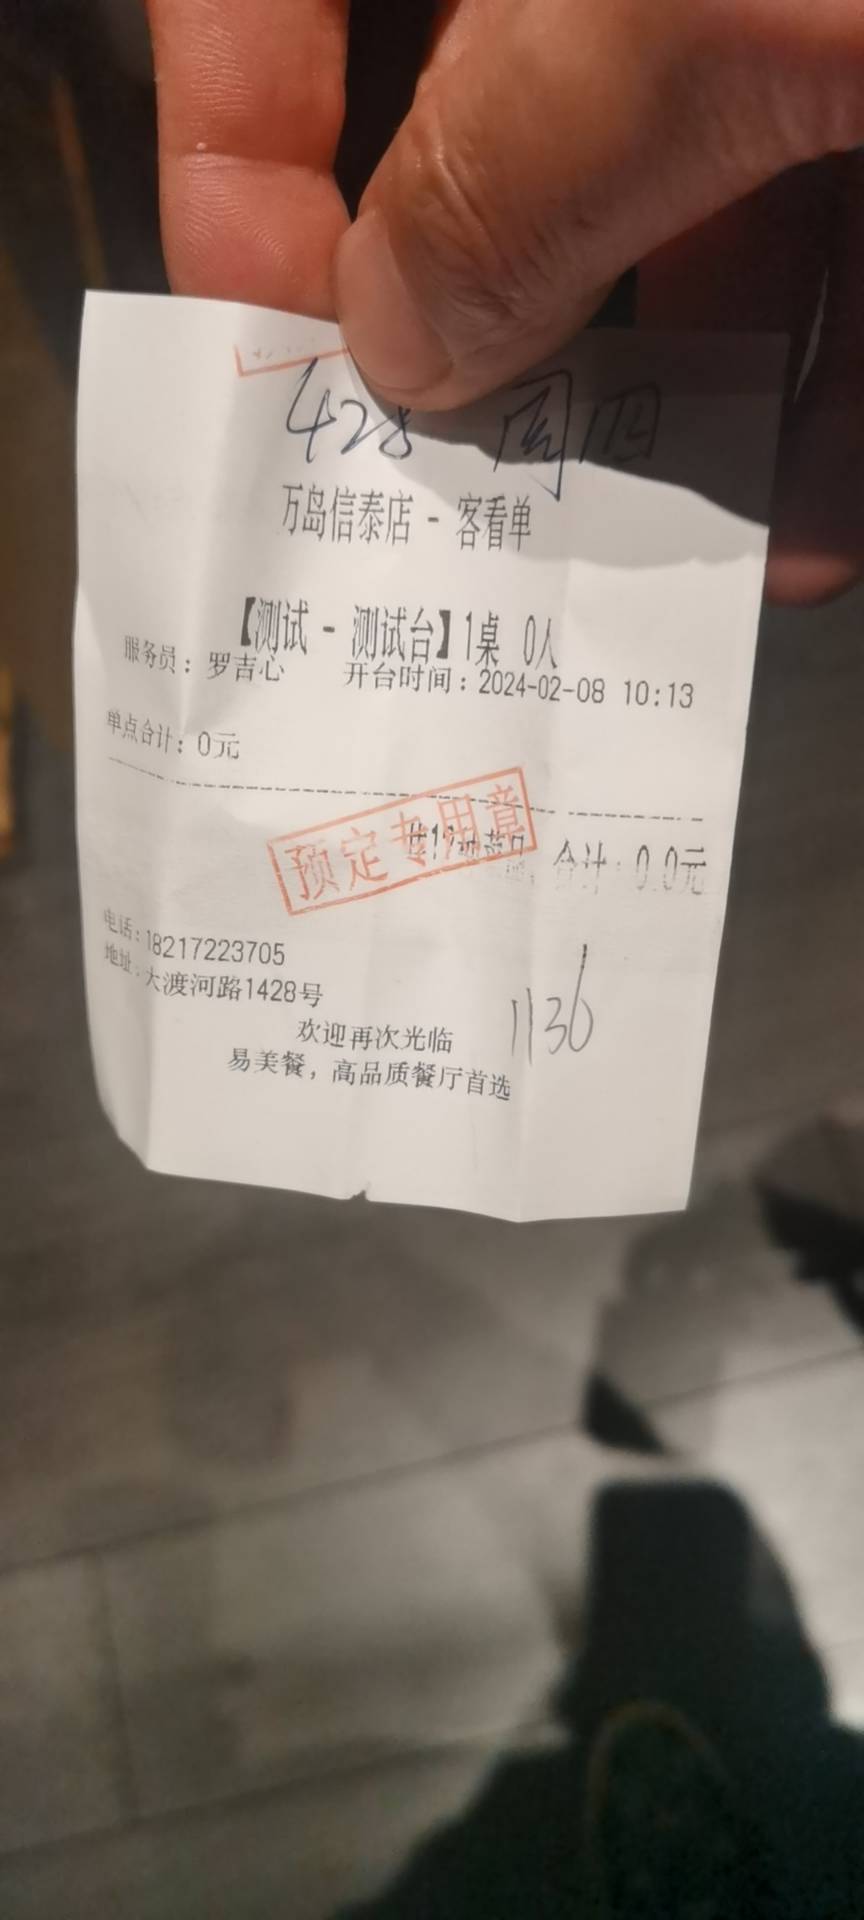 428 周四
万岛信泰店 - 客看单
【测试 - 测试台】1桌 0人
服务员：罗吉心 开台时间：2024-02-08 10:13
单点合计：0元
预定专用章
合计：0.0元
电话：18217223705
地址：大渡河路1428号
1136
欢迎再次光临
易美餐，高品质餐厅首选